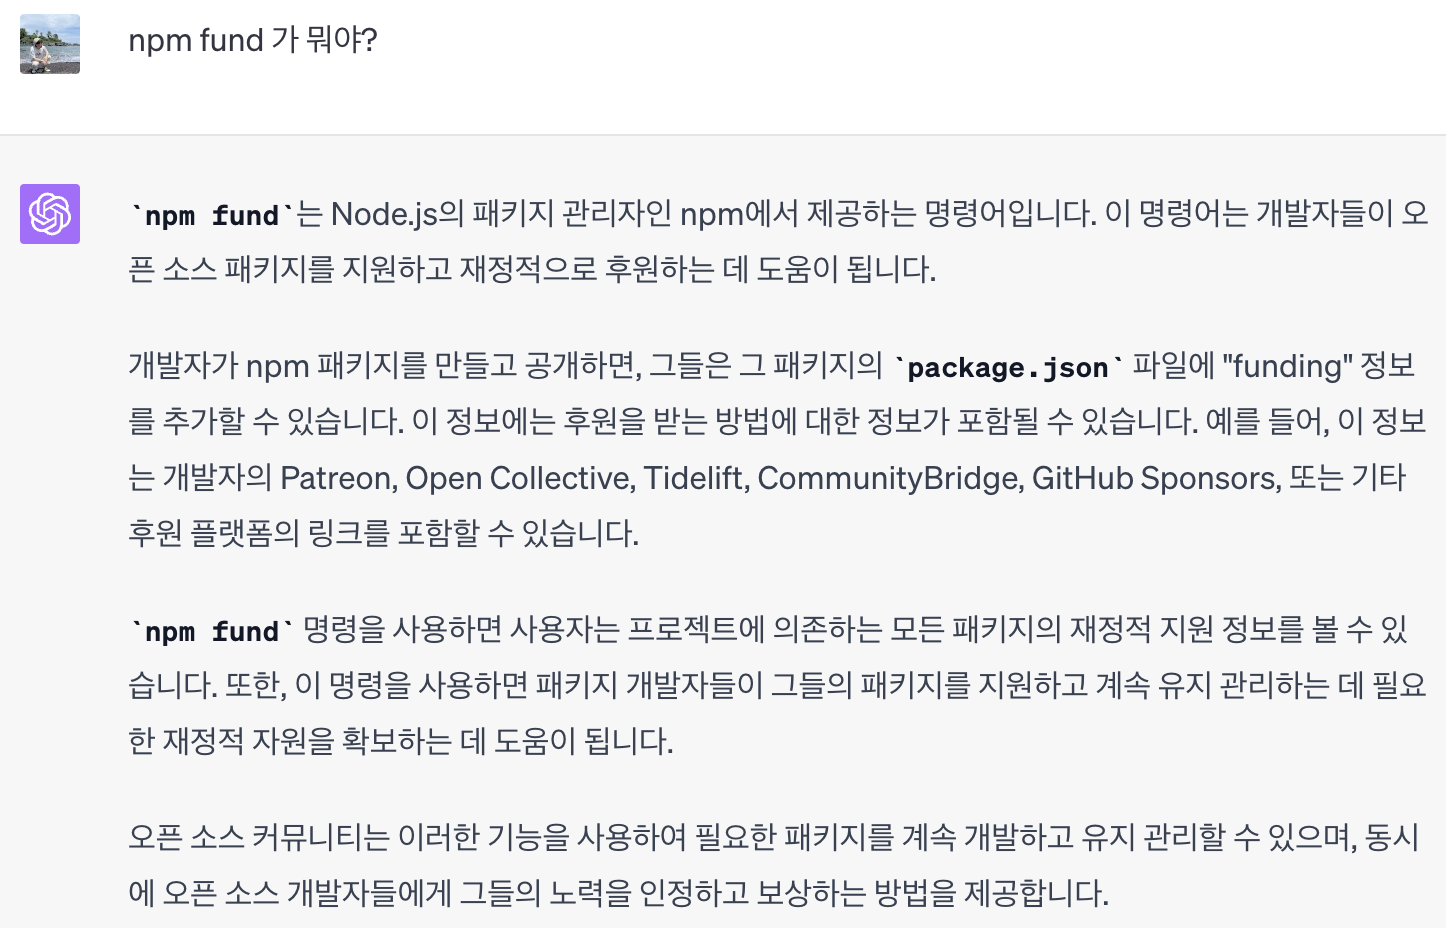 npm fund 가 뭐야?
`npm fund`는 Node.js의 패키지 관리자인 npm에서 제공하는 명령어입니다. 이 명령어는 개발자들이 오
픈 소스 패키지를 지원하고 재정적으로 후원하는 데 도움이 됩니다.
개발자가 npm 패키지를 만들고 공개하면, 그들은 그 패키지의 `package.json` 파일에 "funding" 정보
를 추가할 수 있습니다. 이 정보에는 후원을 받는 방법에 대한 정보가 포함될 수 있습니다. 예를 들어, 이 정보
는 개발자의 Patreon, Open Collective, Tidelift, CommunityBridge, GitHub Sponsors, 또는 기타
후원 플랫폼의 링크를 포함할 수 있습니다.
`npm fund` 명령을 사용하면 사용자는 프로젝트에 의존하는 모든 패키지의 재정적 지원 정보를 볼 수 있
습니다. 또한, 이 명령을 사용하면 패키지 개발자들이 그들의 패키지를 지원하고 계속 유지 관리하는 데 필요
한 재정적 자원을 확보하는 데 도움이 됩니다.
오픈 소스 커뮤니티는 이러한 기능을 사용하여 필요한 패키지를 계속 개발하고 유지 관리할 수 있으며, 동시
에 오픈 소스 개발자들에게 그들의 노력을 인정하고 보상하는 방법을 제공합니다.